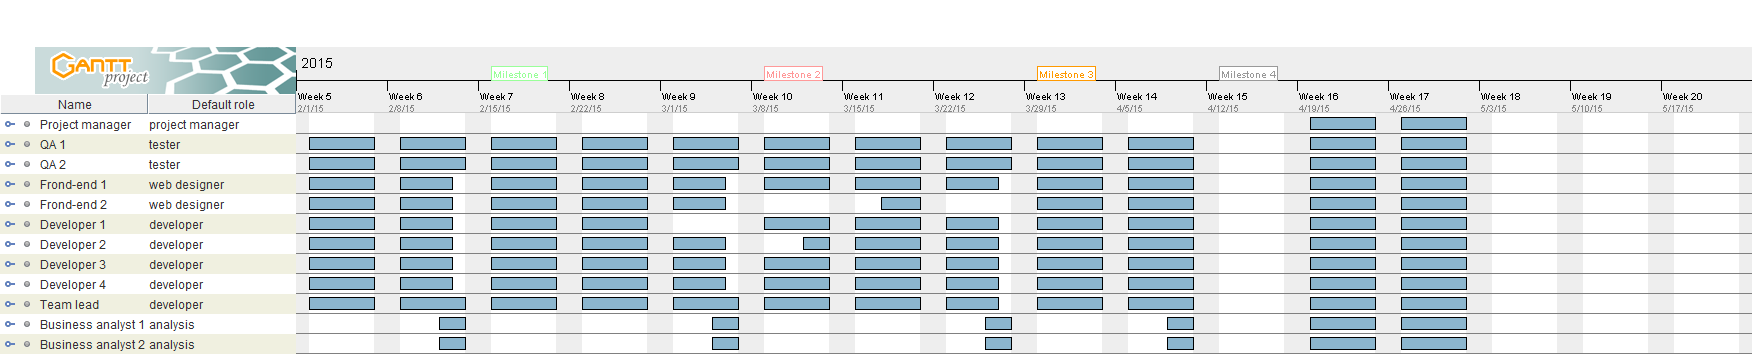 GANTT
project
2015
Milestone 1 Milestone 2 Milestone 3 Milestone 4
Name Default role
Week 5 Week 6 Week 7 Week 8 Week 9 Week 10 Week 11 Week 12 Week 13 Week 14 Week 15 Week 16 Week 17 Week 18 Week 19 Week 20
2/1/15 2/8/15 2/15/15 2/22/15 3/1/15 3/8/15 3/15/15 3/22/15 3/29/15 4/5/15 4/12/15 4/19/15 4/26/15 5/3/15 5/10/15 5/17/15
Project manager project manager
QA 1 tester
QA 2 tester
Frond-end 1 web designer
Frond-end 2 web designer
Developer 1 developer
Developer 2 developer
Developer 3 developer
Developer 4 developer
Team lead developer
Business analyst 1 analysis
Business analyst 2 analysis